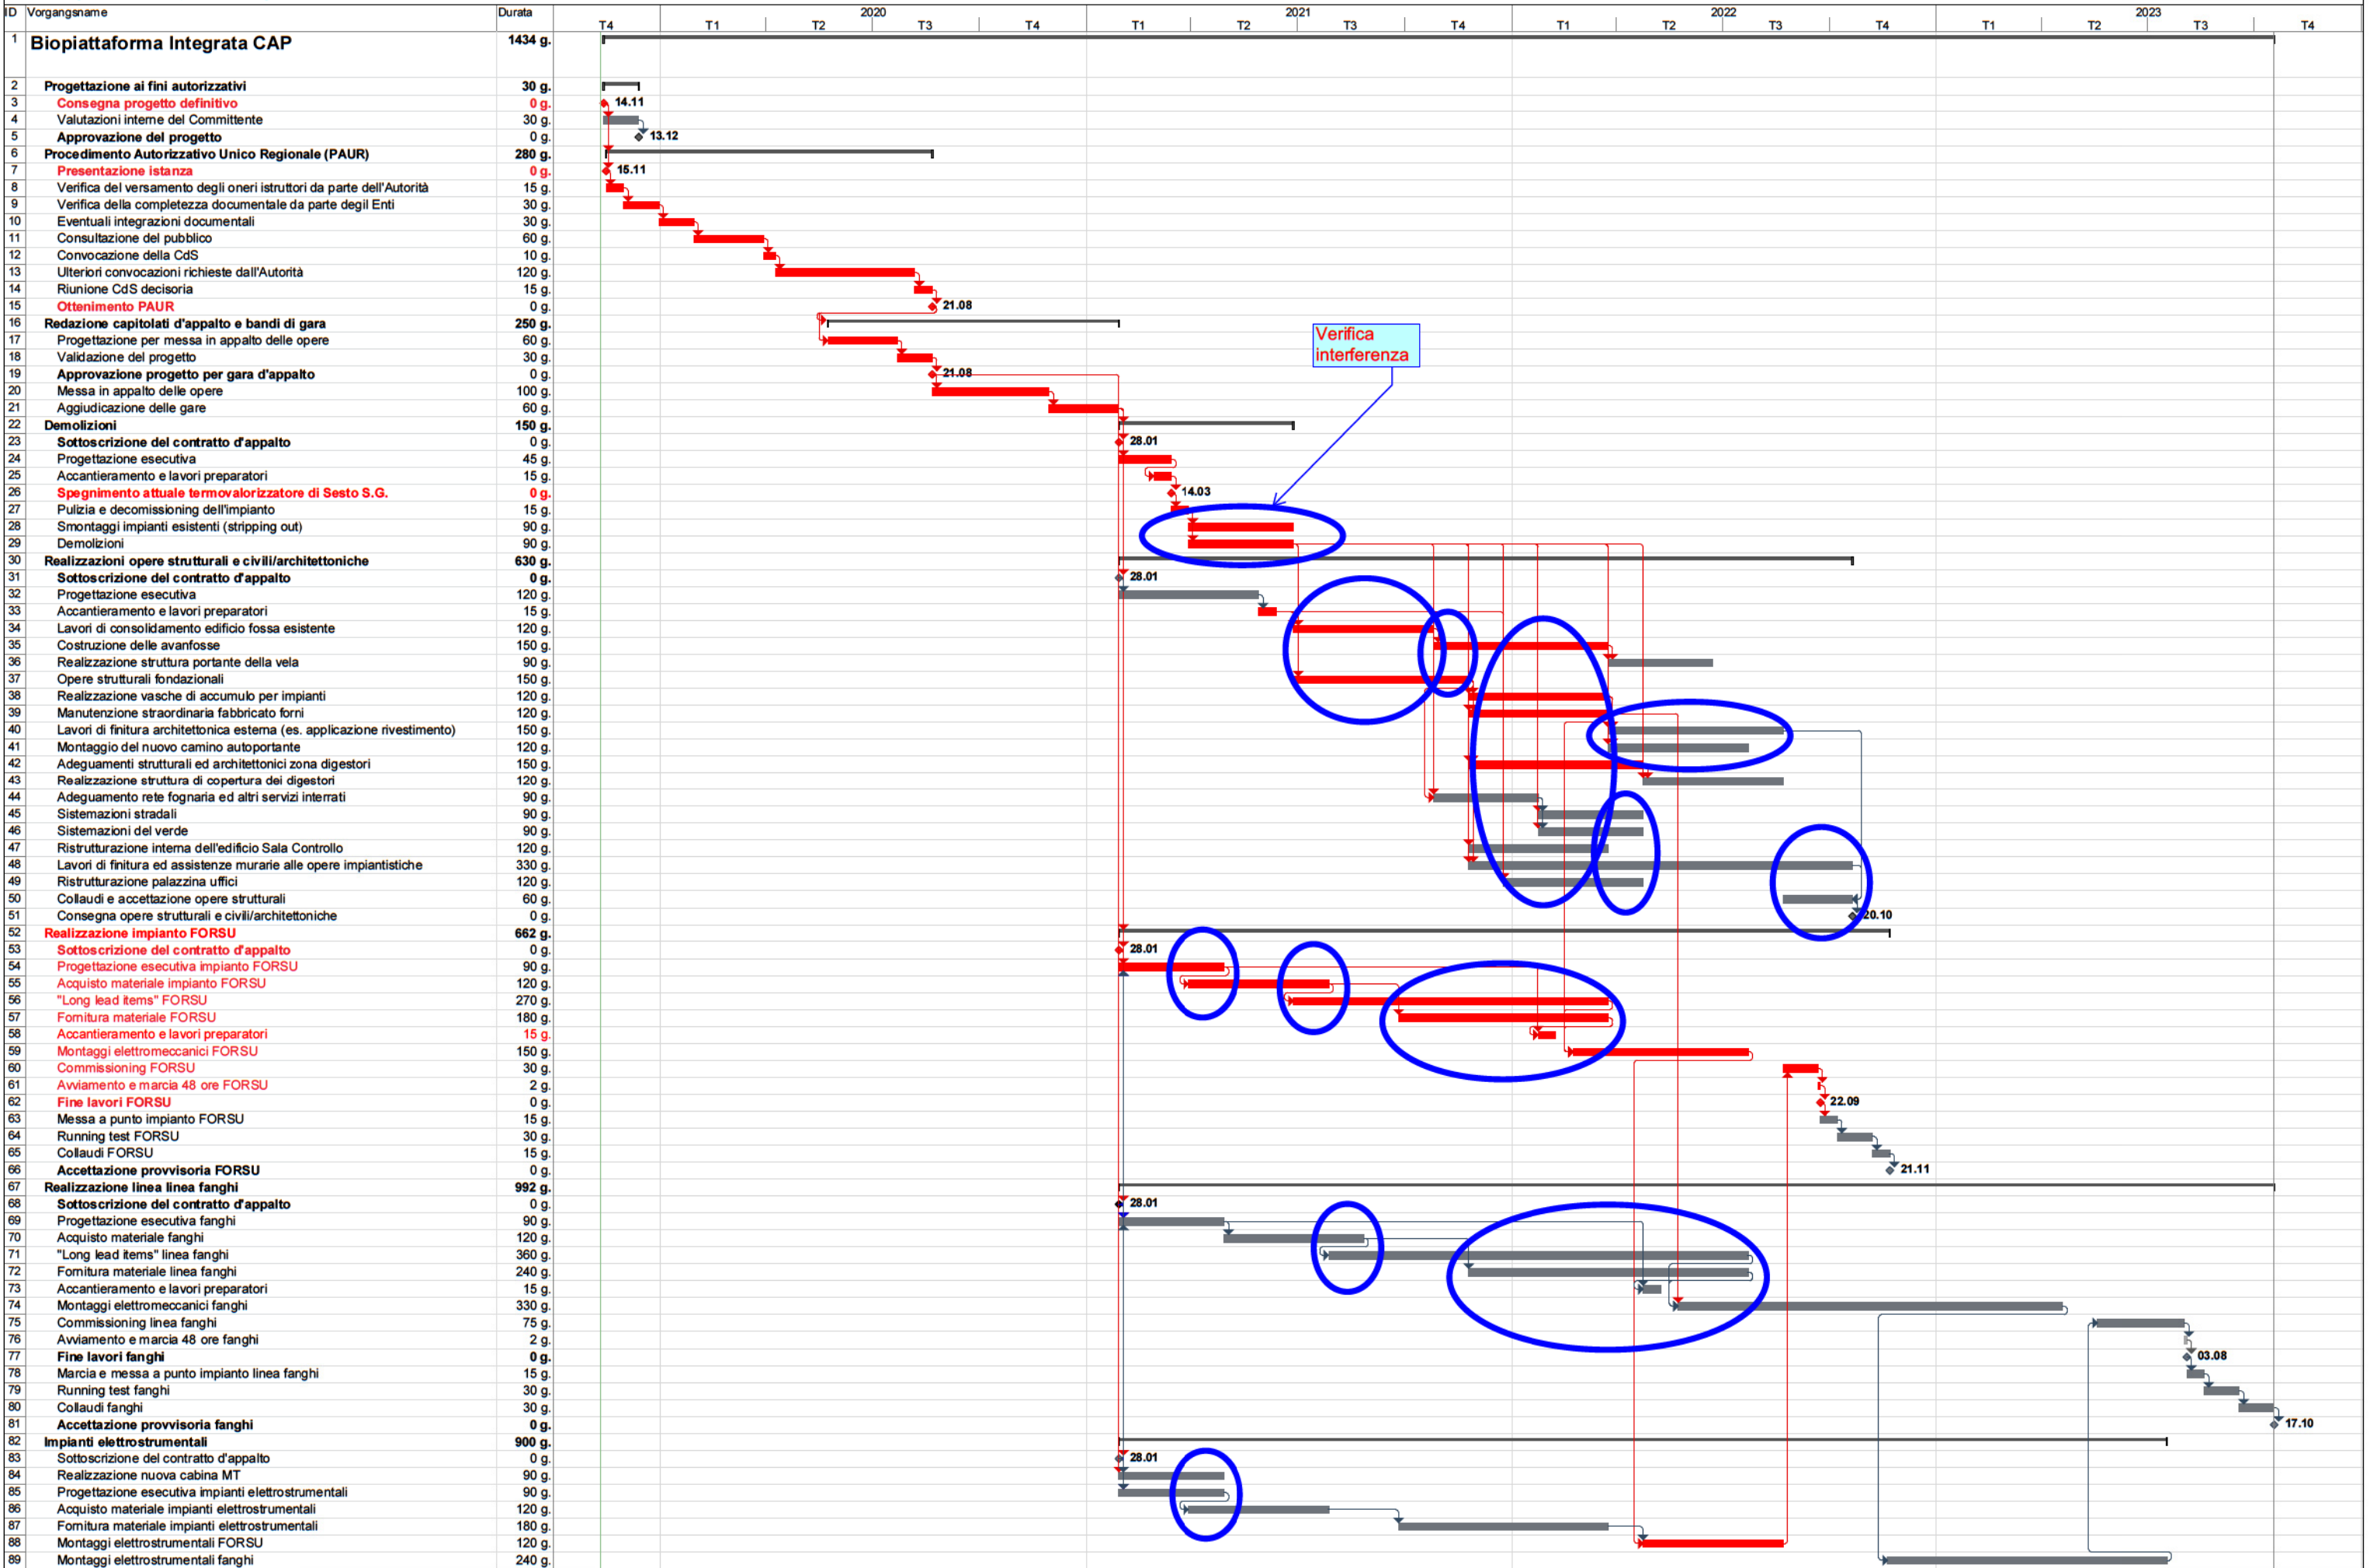 ID Vorgangsname Durata 2020 2021 2022 2023
T4 T1 T2 T3 T4 T1 T2 T3 T4 T1 T2 T3 T4 T1 T2 T3 T4
1 Biopiattaforma Integrata CAP 1434 g.
2 Progettazione ai fini autorizzativi 30 g.
3 Consegna progetto definitivo 0 g. 14.11
4 Valutazioni interne del Committente 30 g.
5 Approvazione del progetto 0 g. 13.12
6 Procedimento Autorizzativo Unico Regionale (PAUR) 280 g.
7 Presentazione istanza 0 g. 15.11
8 Verifica del versamento degli oneri istruttori da parte dell'Autorità 15 g.
9 Verifica della completezza documentale da parte degil Enti 30 g.
10 Eventuali integrazioni documentali 30 g.
11 Consultazione del pubblico 60 g.
12 Convocazione della CdS 10 g.
13 Ulteriori convocazioni richieste dall'Autorità 120 g.
14 Riunione CdS decisoria 15 g.
15 Ottenimento PAUR 0 g. 21.08
16 Redazione capitolati d'appalto e bandi di gara 250 g.
Verifica
17 Progettazione per messa in appalto delle opere 60 g.
interferenza
18 Validazione del progetto 30 g.
19 Approvazione progetto per gara d'appalto 0 g. 21.08
20 Messa in appalto delle opere 100 g.
21 Aggiudicazione delle gare 60 g.
22 Demolizioni 150 g.
23 Sottoscrizione del contratto d'appalto 0 g. 28.01
24 Progettazione esecutiva 45 g.
25 Accantieramento e lavori preparatori 15 g.
26 Spegnimento attuale termovalorizzatore di Sesto S.G. 0 g. 14.03
27 Pulizia e decomissioning dell'impianto 15 g.
28 Smontaggi impianti esistenti (stripping out) 90 g.
29 Demolizioni 90 g.
30 Realizzazioni opere strutturali e civili/architettoniche 630 g.
31 Sottoscrizione del contratto d'appalto 0 g. 28.01
32 Progettazione esecutiva 120 g.
33 Accantieramento e lavori preparatori 15 g.
34 Lavori di consolidamento edificio fossa esistente 120 g.
35 Costruzione delle avanfosse 150 g.
36 Realizzazione struttura portante della vela 90 g.
37 Opere strutturali fondazionali 150 g.
38 Realizzazione vasche di accumulo per impianti 120 g.
39 Manutenzione straordinaria fabbricato forni 120 g.
40 Lavori di finitura architettonica esterna (es. applicazione rivestimento) 150 g.
41 Montaggio del nuovo camino autoportante 120 g.
42 Adeguamenti strutturali ed architettonici zona digestori 150 g.
43 Realizzazione struttura di copertura dei digestori 120 g.
44 Adeguamento rete fognaria ed altri servizi interrati 90 g.
45 Sistemazioni stradali 90 g.
46 Sistemazioni del verde 90 g.
47 Ristrutturazione interna dell'edificio Sala Controllo 120 g.
48 Lavori di finitura ed assistenze murarie alle opere impiantistiche 330 g.
49 Ristrutturazione palazzina uffici 120 g.
50 Collaudi e accettazione opere strutturali 60 g.
51 Consegna opere strutturali e civili/architettoniche 0 g. 20.10
52 Realizzazione impianto FORSU 662 g.
53 Sottoscrizione del contratto d'appalto 0 g. 28.01
54 Progettazione esecutiva impianto FORSU 90 g.
55 Acquisto materiale impianto FORSU 120 g.
56 "Long lead items" FORSU 270 g.
57 Fornitura materiale FORSU 180 g.
58 Accantieramento e lavori preparatori 15 g.
59 Montaggi elettromeccanici FORSU 150 g.
60 Commissioning FORSU 30 g.
61 Avviamento e marcia 48 ore FORSU 2 g.
62 Fine lavori FORSU 0 g. 22.09
63 Messa a punto impianto FORSU 15 g.
64 Running test FORSU 30 g.
65 Collaudi FORSU 15 g.
66 Accettazione provvisoria FORSU 0 g. 21.11
67 Realizzazione linea linea fanghi 992 g.
68 Sottoscrizione del contratto d'appalto 0 g. 28.01
69 Progettazione esecutiva fanghi 90 g.
70 Acquisto materiale fanghi 120 g.
71 "Long lead items" linea fanghi 360 g.
72 Fornitura materiale linea fanghi 240 g.
73 Accantieramento e lavori preparatori 15 g.
74 Montaggi elettromeccanici fanghi 330 g.
75 Commissioning linea fanghi 75 g.
76 Avviamento e marcia 48 ore fanghi 2 g.
77 Fine lavori fanghi 0 g. 03.08
78 Marcia e messa a punto impianto linea fanghi 15 g.
79 Running test fanghi 30 g.
80 Collaudi fanghi 30 g.
81 Accettazione provvisoria fanghi 0 g. 17.10
82 Impianti elettrostrumentali 900 g.
83 Sottoscrizione del contratto d'appalto 0 g. 28.01
84 Realizzazione nuova cabina MT 90 g.
85 Progettazione esecutiva impianti elettrostrumentali 90 g.
86 Acquisto materiale impianti elettrostrumentali 120 g.
87 Fornitura materiale impianti elettrostrumentali 180 g.
88 Montaggi elettrostrumentali FORSU 120 g.
89 Montaggi elettrostrumentali fanghi 240 g.